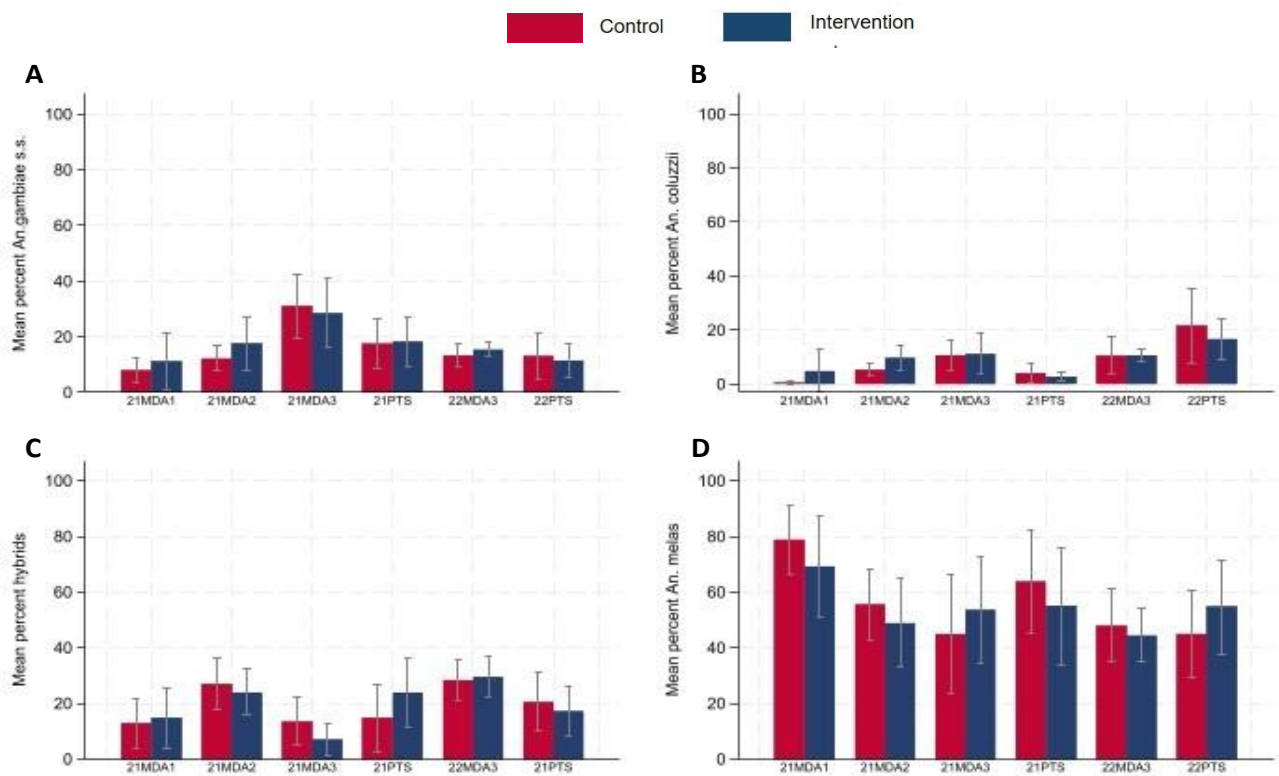 Control Intervention
A
Mean percent An.gambiae s.s.
100
80
60
40
20
0
21MDA1 21MDA2 21MDA3 21PTS 22MDA3 22PTS
B
Mean percent An. coluzzii
100
80
60
40
20
0
21MDA1 21MDA2 21MDA3 21PTS 22MDA3 22PTS
C
Mean percent hybrids
100
80
60
40
20
0
21MDA1 21MDA2 21MDA3 21PTS 22MDA3 21PTS
D
Mean percent An. melas
100
80
60
40
20
0
21MDA1 21MDA2 21MDA3 21PTS 22MDA3 22PTS